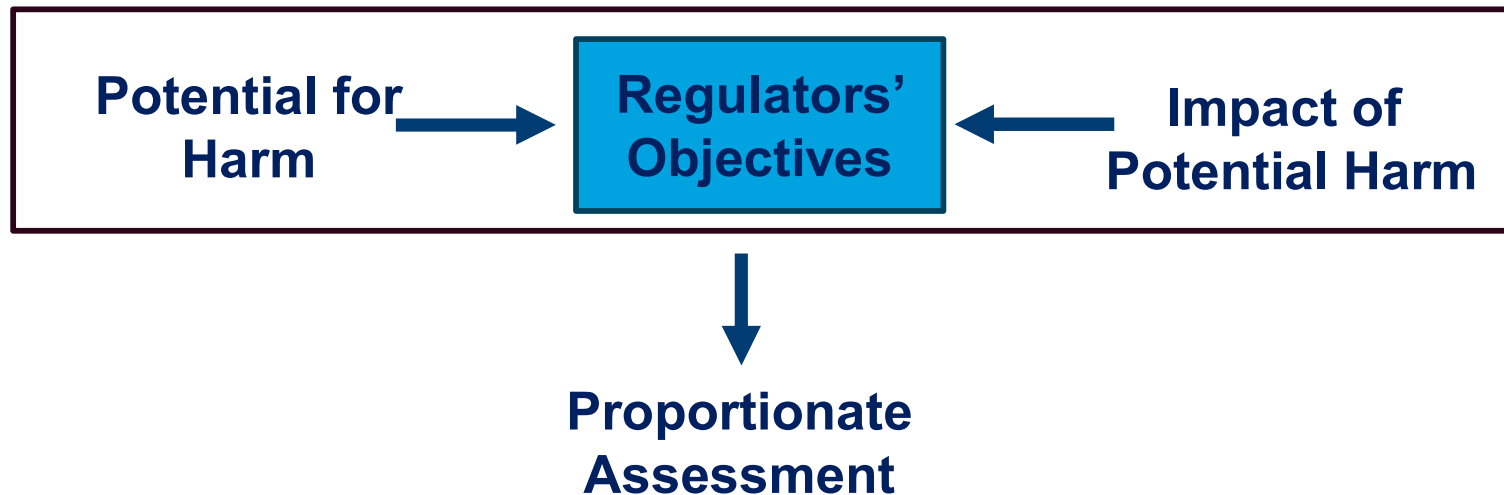 Potential for
Harm
Regulators’
Objectives
Impact of
Potential Harm
Proportionate
Assessment